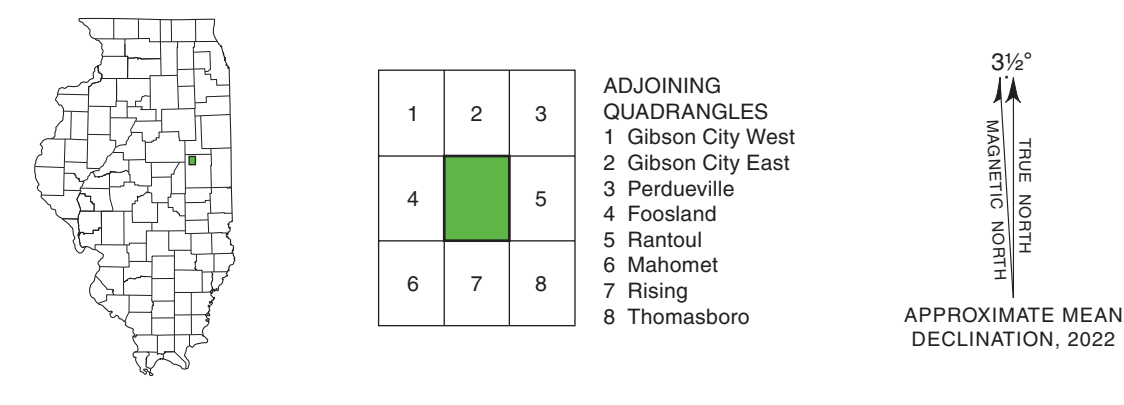 1 2 3
4 5
6 7 8
ADJOINING
QUADRANGLES
1 Gibson City West
2 Gibson City East
3 Perdueville
4 Foosland
5 Rantoul
6 Mahomet
7 Rising
8 Thomasboro
3½°
MAGNETIC NORTH
TRUE NORTH
APPROXIMATE MEAN
DECLINATION, 2022